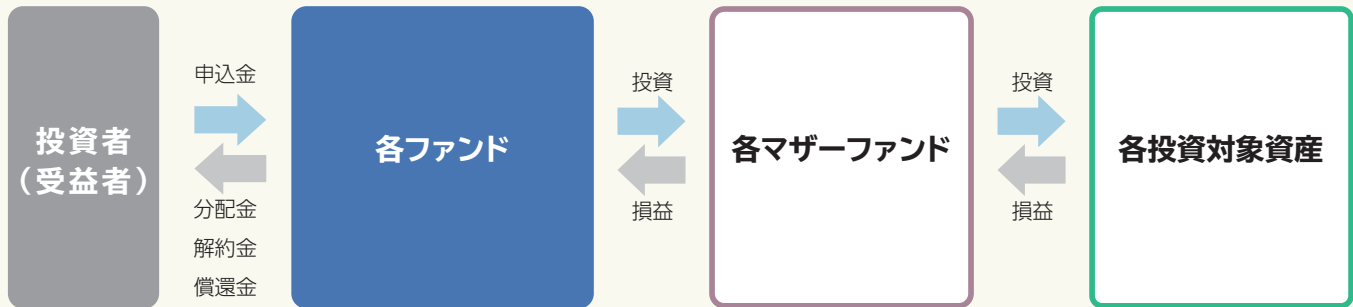 投資者
（受益者）
申込金
分配金
解約金
償還金
各ファンド
投資
損益
各マザーファンド
投資
損益
各投資対象資産